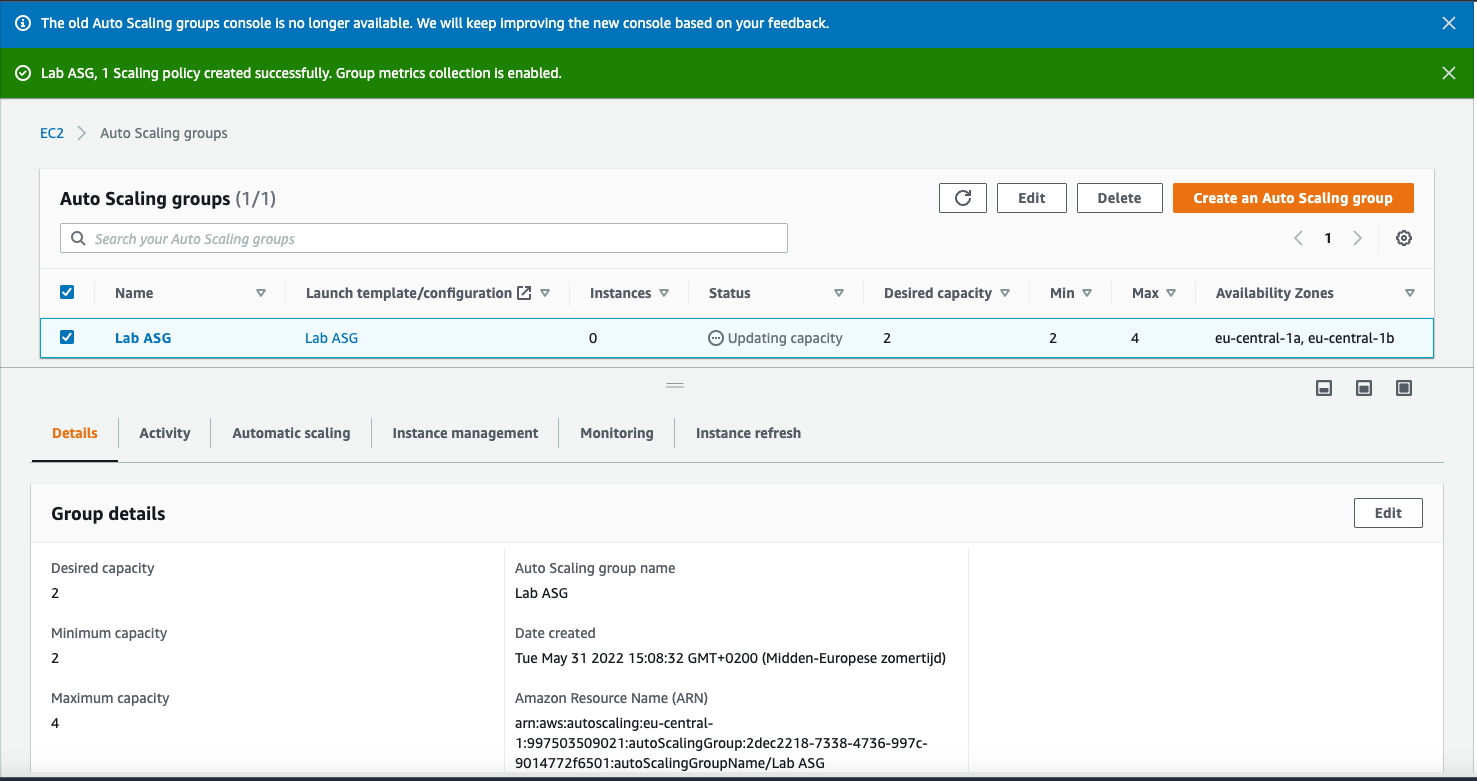 The old Auto Scaling groups console is no longer available. We will keep improving the new console based on your feedback.
Lab ASG, 1 Scaling policy created successfully. Group metrics collection is enabled.
EC2 Auto Scaling groups
Auto Scaling groups (1/1) Edit Delete Create an Auto Scaling group
Search your Auto Scaling groups 1
Name Launch template/configuration Instances Status Desired capacity Min Max Availability Zones
Lab ASG Lab ASG 0 Updating capacity 2 2 4 eu-central-1a, eu-central-1b
Details Activity Automatic scaling Instance management Monitoring Instance refresh
Group details Edit
Desired capacity
2
Minimum capacity
2
Maximum capacity
4
Auto Scaling group name
Lab ASG
Date created
Tue May 31 2022 15:08:32 GMT+0200 (Midden-Europese zomertijd)
Amazon Resource Name (ARN)
arn:aws:autoscaling:eu-central-
1:997503509021:autoScalingGroup:2dec2218-7338-4736-997c-
9014772f6501:autoScalingGroupName/Lab ASG